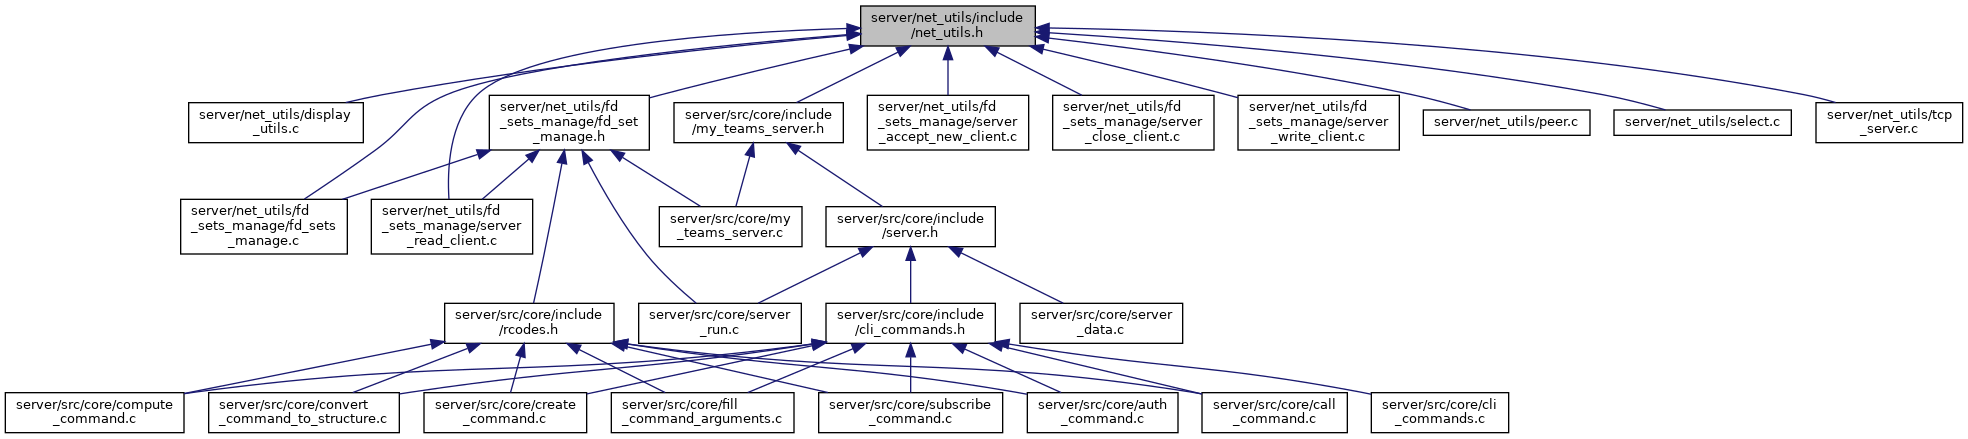 server/net_utils/include
/net_utils.h
server/net_utils/display
_utils.c
server/net_utils/fd
_sets_manage/fd_set
_manage.h
server/src/core/include
/my_teams_server.h
server/net_utils/fd
_sets_manage/server
_accept_new_client.c
server/net_utils/fd
_sets_manage/server
_close_client.c
server/net_utils/fd
_sets_manage/server
_write_client.c
server/net_utils/peer.c
server/net_utils/select.c
server/net_utils/tcp
_server.c
server/net_utils/fd
_sets_manage/fd_sets
_manage.c
server/net_utils/fd
_sets_manage/server
_read_client.c
server/src/core/my
_teams_server.c
server/src/core/include
/server.h
server/src/core/include
/rcodes.h
server/src/core/server
_run.c
server/src/core/include
/cli_commands.h
server/src/core/server
_data.c
server/src/core/compute
_command.c
server/src/core/convert
_command_to_structure.c
server/src/core/create
_command.c
server/src/core/fill
_command_arguments.c
server/src/core/subscribe
_command.c
server/src/core/auth
_command.c
server/src/core/call
_command.c
server/src/core/cli
_commands.c